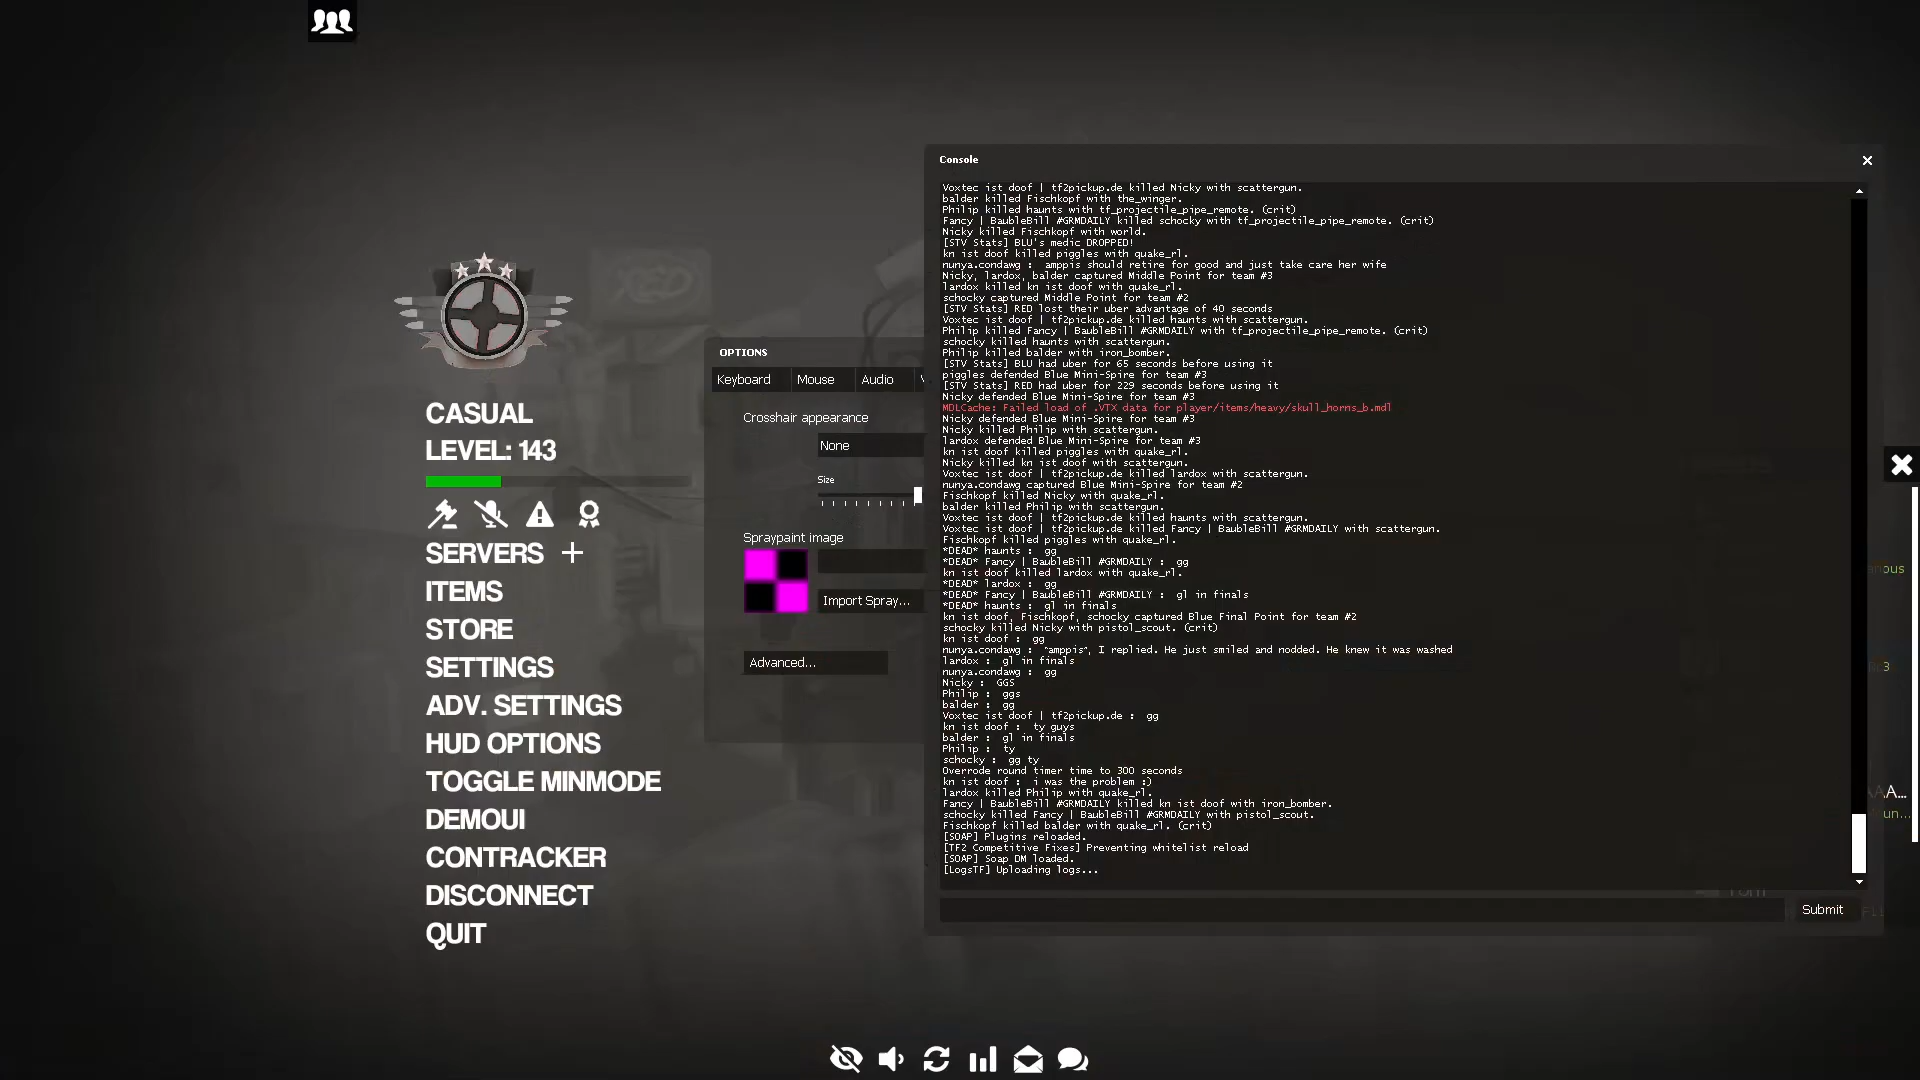 CASUAL
LEVEL: 143
SERVERS +
ITEMS
STORE
SETTINGS
ADV. SETTINGS
HUD OPTIONS
TOGGLE MINMODE
DEMOUI
CONTRACKER
DISCONNECT
QUIT
OPTIONS
Keyboard Mouse Audio
Crosshair appearance
None
Size
Spraypaint image
Import Spray...
Advanced...
Console
Voxtec ist doof | tf2pickup.de killed Nicky with scattergun.
balder killed Fischkopf with the_winger.
Philip killed haunts with tf_projectile_pipe_remote. (crit)
Fancy | BaubleBill #GRMDAILY killed schocky with tf_projectile_pipe_remote. (crit)
Nicky killed Fischkopf with world.
[STV Stats] BLU's medic DROPPED!
kn ist doof killed piggles with quake_rl.
nunya.condawg :  amppis should retire for good and just take care her wife
Nicky, lardox, balder captured Middle Point for team #3
lardox killed kn ist doof with quake_rl.
schocky captured Middle Point for team #2
[STV Stats] RED lost their uber advantage of 40 seconds
Voxtec ist doof | tf2pickup.de killed haunts with scattergun.
Philip killed Fancy | BaubleBill #GRMDAILY with tf_projectile_pipe_remote. (crit)
schocky killed haunts with scattergun.
Philip killed balder with iron_bomber.
[STV Stats] BLU had uber for 65 seconds before using it
piggles defended Blue Mini-Spire for team #3
[STV Stats] RED had uber for 229 seconds before using it
Nicky defended Blue Mini-Spire for team #3
MDLCache: Failed load of .VTX data for player/items/heavy/skull_horns_b.mdl
Nicky defended Blue Mini-Spire for team #3
Nicky killed Philip with scattergun.
lardox defended Blue Mini-Spire for team #3
kn ist doof killed piggles with quake_rl.
Nicky killed kn ist doof with scattergun.
Voxtec ist doof | tf2pickup.de killed lardox with scattergun.
nunya.condawg captured Blue Mini-Spire for team #2
Fischkopf killed Nicky with quake_rl.
balder killed Philip with scattergun.
Voxtec ist doof | tf2pickup.de killed haunts with scattergun.
Voxtec ist doof | tf2pickup.de killed Fancy | BaubleBill #GRMDAILY with scattergun.
Fischkopf killed piggles with quake_rl.
*DEAD* haunts :  gg
*DEAD* Fancy | BaubleBill #GRMDAILY :  gg
kn ist doof killed lardox with quake_rl.
*DEAD* lardox :  gg
*DEAD* Fancy | BaubleBill #GRMDAILY :  gl in finals
*DEAD* haunts :  gl in finals
kn ist doof, Fischkopf, schocky captured Blue Final Point for team #2
schocky killed Nicky with pistol_scout. (crit)
kn ist doof :  gg
nunya.condawg :  "amppis", I replied. He just smiled and nodded. He knew it was washed
lardox :  gl in finals
nunya.condawg :  gg
Nicky :  GGS
Philip :  ggs
balder :  gg
Voxtec ist doof | tf2pickup.de :  gg
kn ist doof :  ty guys
balder :  gl in finals
Philip :  ty
schocky :  gg ty
Overrode round timer time to 300 seconds
kn ist doof :  i was the problem :)
lardox killed Philip with quake_rl.
Fancy | BaubleBill #GRMDAILY killed kn ist doof with iron_bomber.
schocky killed Fancy | BaubleBill #GRMDAILY with pistol_scout.
Fischkopf killed balder with quake_rl. (crit)
[SOAP] Plugins reloaded.
[TF2 Competitive Fixes] Preventing whitelist reload
[SOAP] Soap DM loaded.
[LogsTF] Uploading logs...
Submit